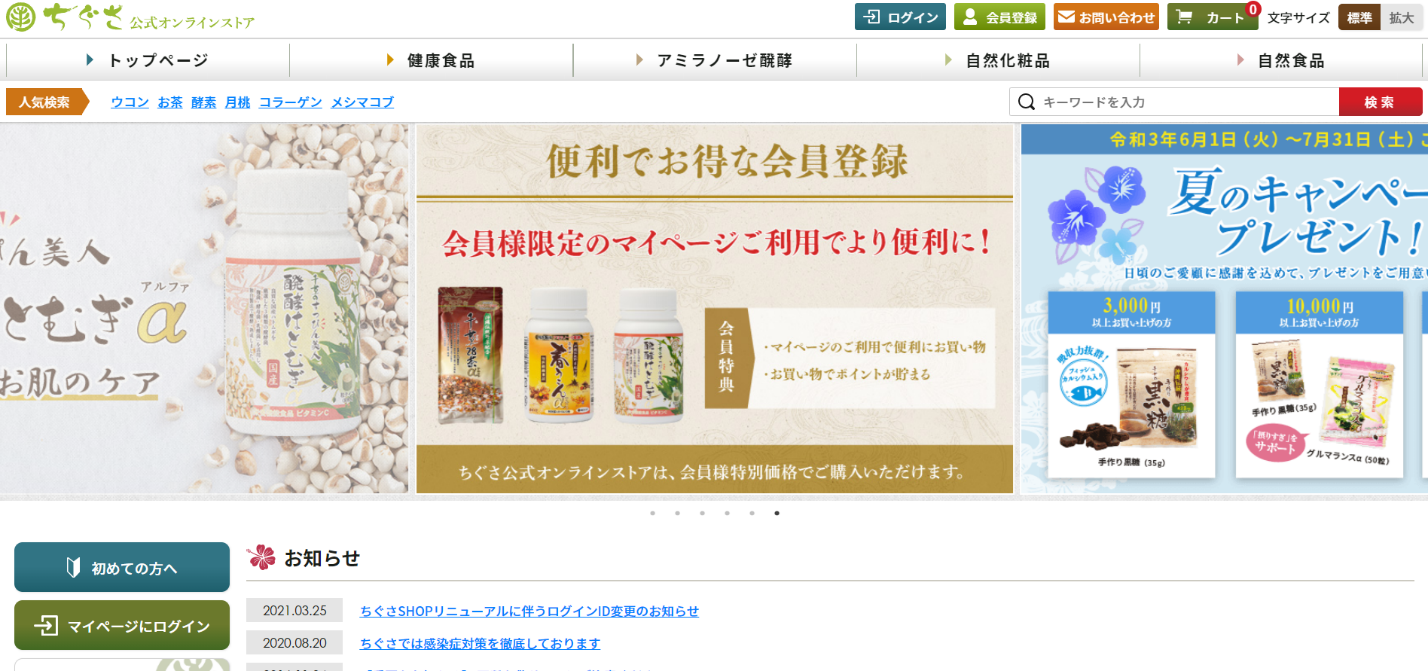 ちぐさ 公式オンラインストア
ログイン
会員登録
お問い合わせ
カート
0
文字サイズ
標準
拡大
トップページ
健康食品
アミラノーゼ醗酵
自然化粧品
自然食品
人気検索
ウコン お茶 酵素 月桃 コラーゲン メシマコブ
キーワードを入力
検索
美人
アルファ
とむぎα
お肌のケア
醗酵はとむぎ
国産
ビタミンC
便利でお得な会員登録
会員様限定のマイページご利用でより便利に!
醗酵はとむぎ
会員特典
・マイページのご利用で便利にお買い物
・お買い物でポイントが貯まる
ちぐさ公式オンラインストアは、会員様特別価格でご購入いただけます。
令和3年6月1日(火)~7月31日(土)
夏のキャンペー
プレゼント!
日頃のご愛顧に感謝を込めて、プレゼントをご用意
3,000円
以上お買い上げの方
吸収力抜群!
フィッシュ
カルシウム入り
黒糖
手作り黒糖(35g)
10,000円
以上お買い上げの方
黒糖
手作り黒糖(35g)
「摂りすぎ」を
サポート
グルマランスα(50粒)
初めての方へ
マイページにログイン
お知らせ
2021.03.25
ちぐさSHOPリニューアルに伴うログインID変更のお知らせ
2020.08.20
ちぐさでは感染症対策を徹底しております